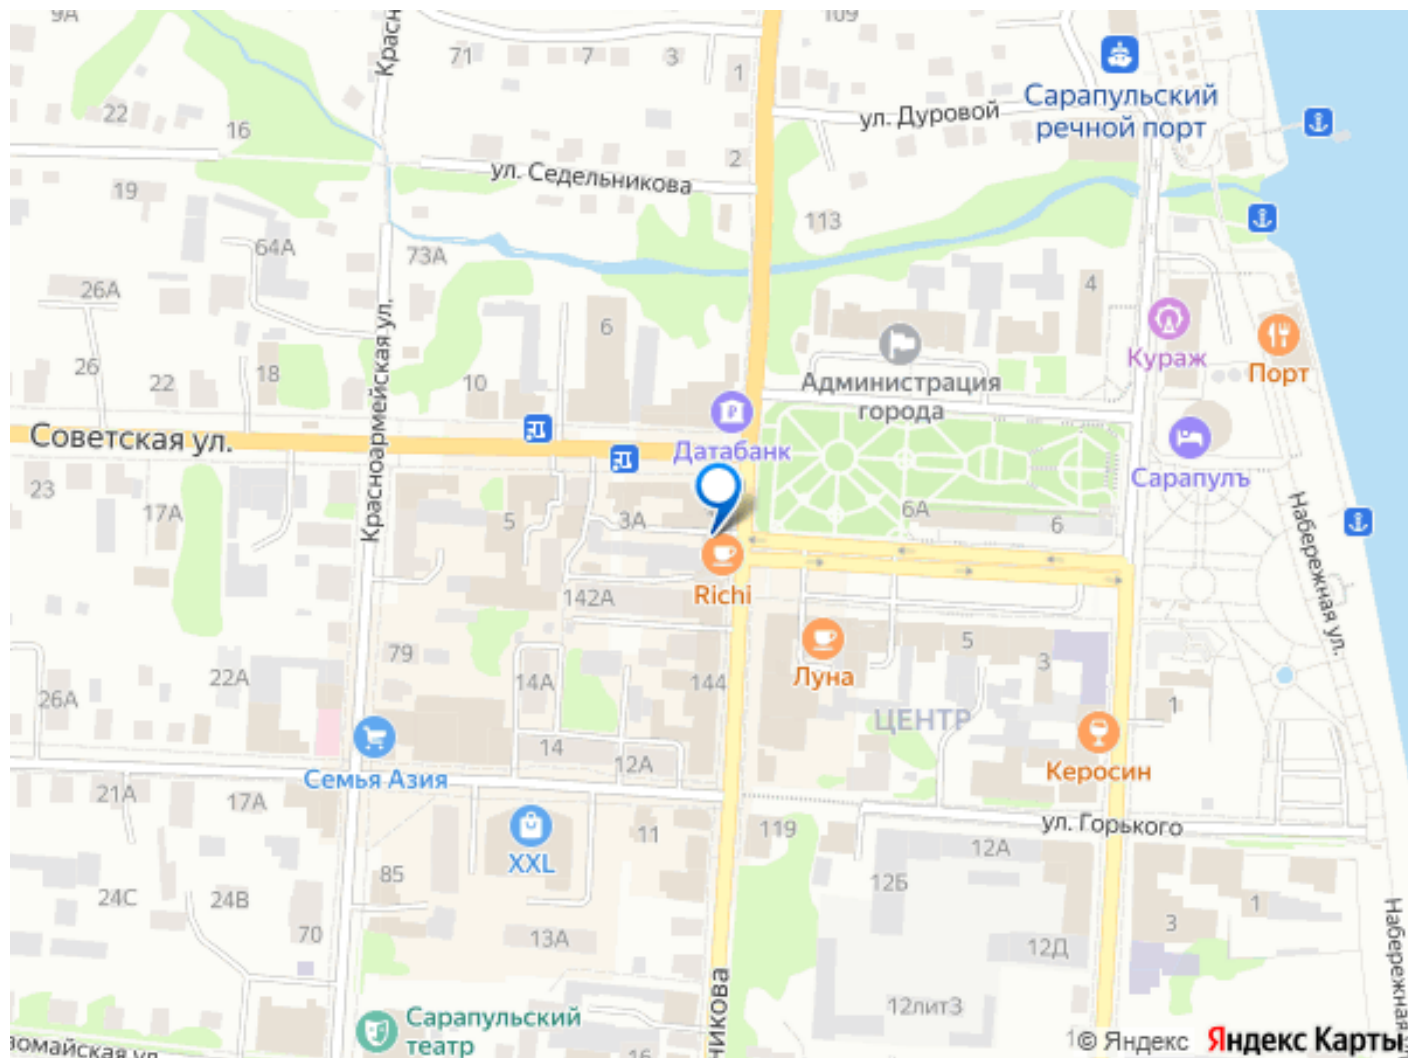 9А
109
Красн
71
7
3
1
Сарапульский
речной порт
22
16
ул. Дуровой
2
ул. Седельникова
19
113
64А
73А
26А
4
6
Красноармейская ул.
Кураж
Порт
26
22
18
10
Администрация
города
Советская ул.
Датабанк
Сарапулъ
23
17А
5
3А
6А
6
Набережная ул.
Richi
142А
79
5
3
Луна
22А
14А
144
26А
1
ЦЕНТР
14
12А
Семья Азия
Керосин
21А
17А
11
119
ул. Горького
XXL
12А
85
12Б
24С
24В
1
3
70
13А
12Д
Набережная
12лит3
никова
Сарапульский
театр
вомайская ул.
16
1
© Яндекс Яндекс Карты